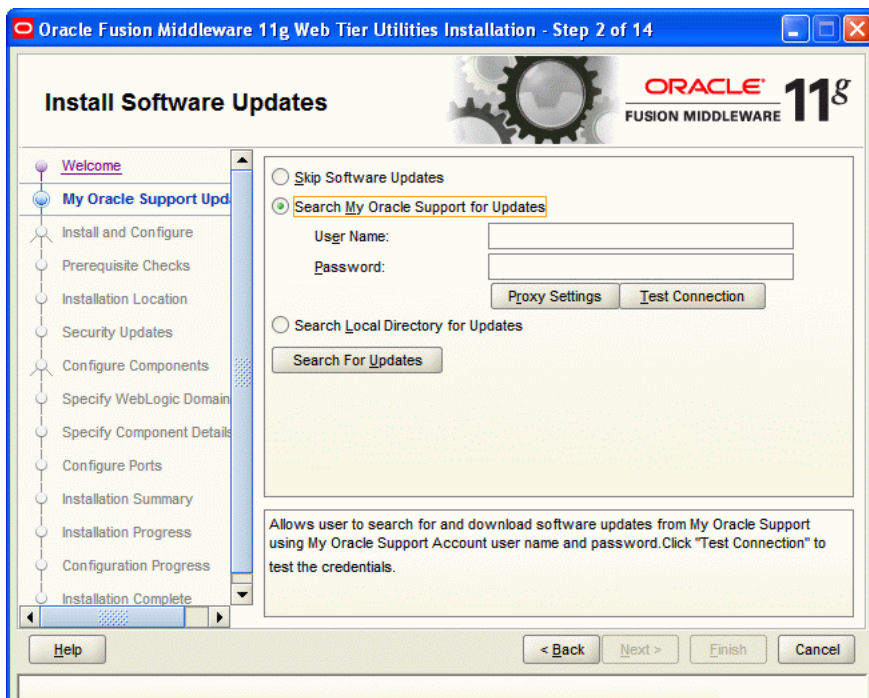 Oracle Fusion Middleware 11g Web Tier Utilities Installation - Step 2 of 14
Install Software Updates
ORACLE
FUSION MIDDLEWARE 11g
Welcome
My Oracle Support Upd
Install and Configure
Prerequisite Checks
Installation Location
Security Updates
Configure Components
Specify WebLogic Domain
Specify Component Details
Configure Ports
Installation Summary
Installation Progress
Configuration Progress
Installation Complete
Skip Software Updates
Search My Oracle Support for Updates
User Name:
Password:
Proxy Settings Test Connection
Search Local Directory for Updates
Search For Updates
Allows user to search for and download software updates from My Oracle Support
using My Oracle Support Account user name and password.Click "Test Connection" to
test the credentials.
Help < Back Next > Finish Cancel